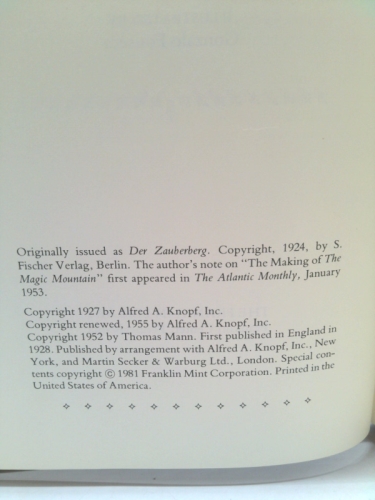 Originally issued as Der Zauberberg. Copyright, 1924, by S.
Fischer Verlag, Berlin. The author's note on "The Making of The
Magic Mountain" first appeared in The Atlantic Monthly, January
1953.
Copyright 1927 by Alfred A. Knopf, Inc.
Copyright renewed, 1955 by Alfred A. Knopf, Inc.
Copyright 1952 by Thomas Mann. First published in England in
1928. Published by arrangement with Alfred A. Knopf, Inc., New
York, and Martin Secker & Warburg Ltd., London. Special con-
tents copyright © 1981 Franklin Mint Corporation. Printed in the
United States of America.